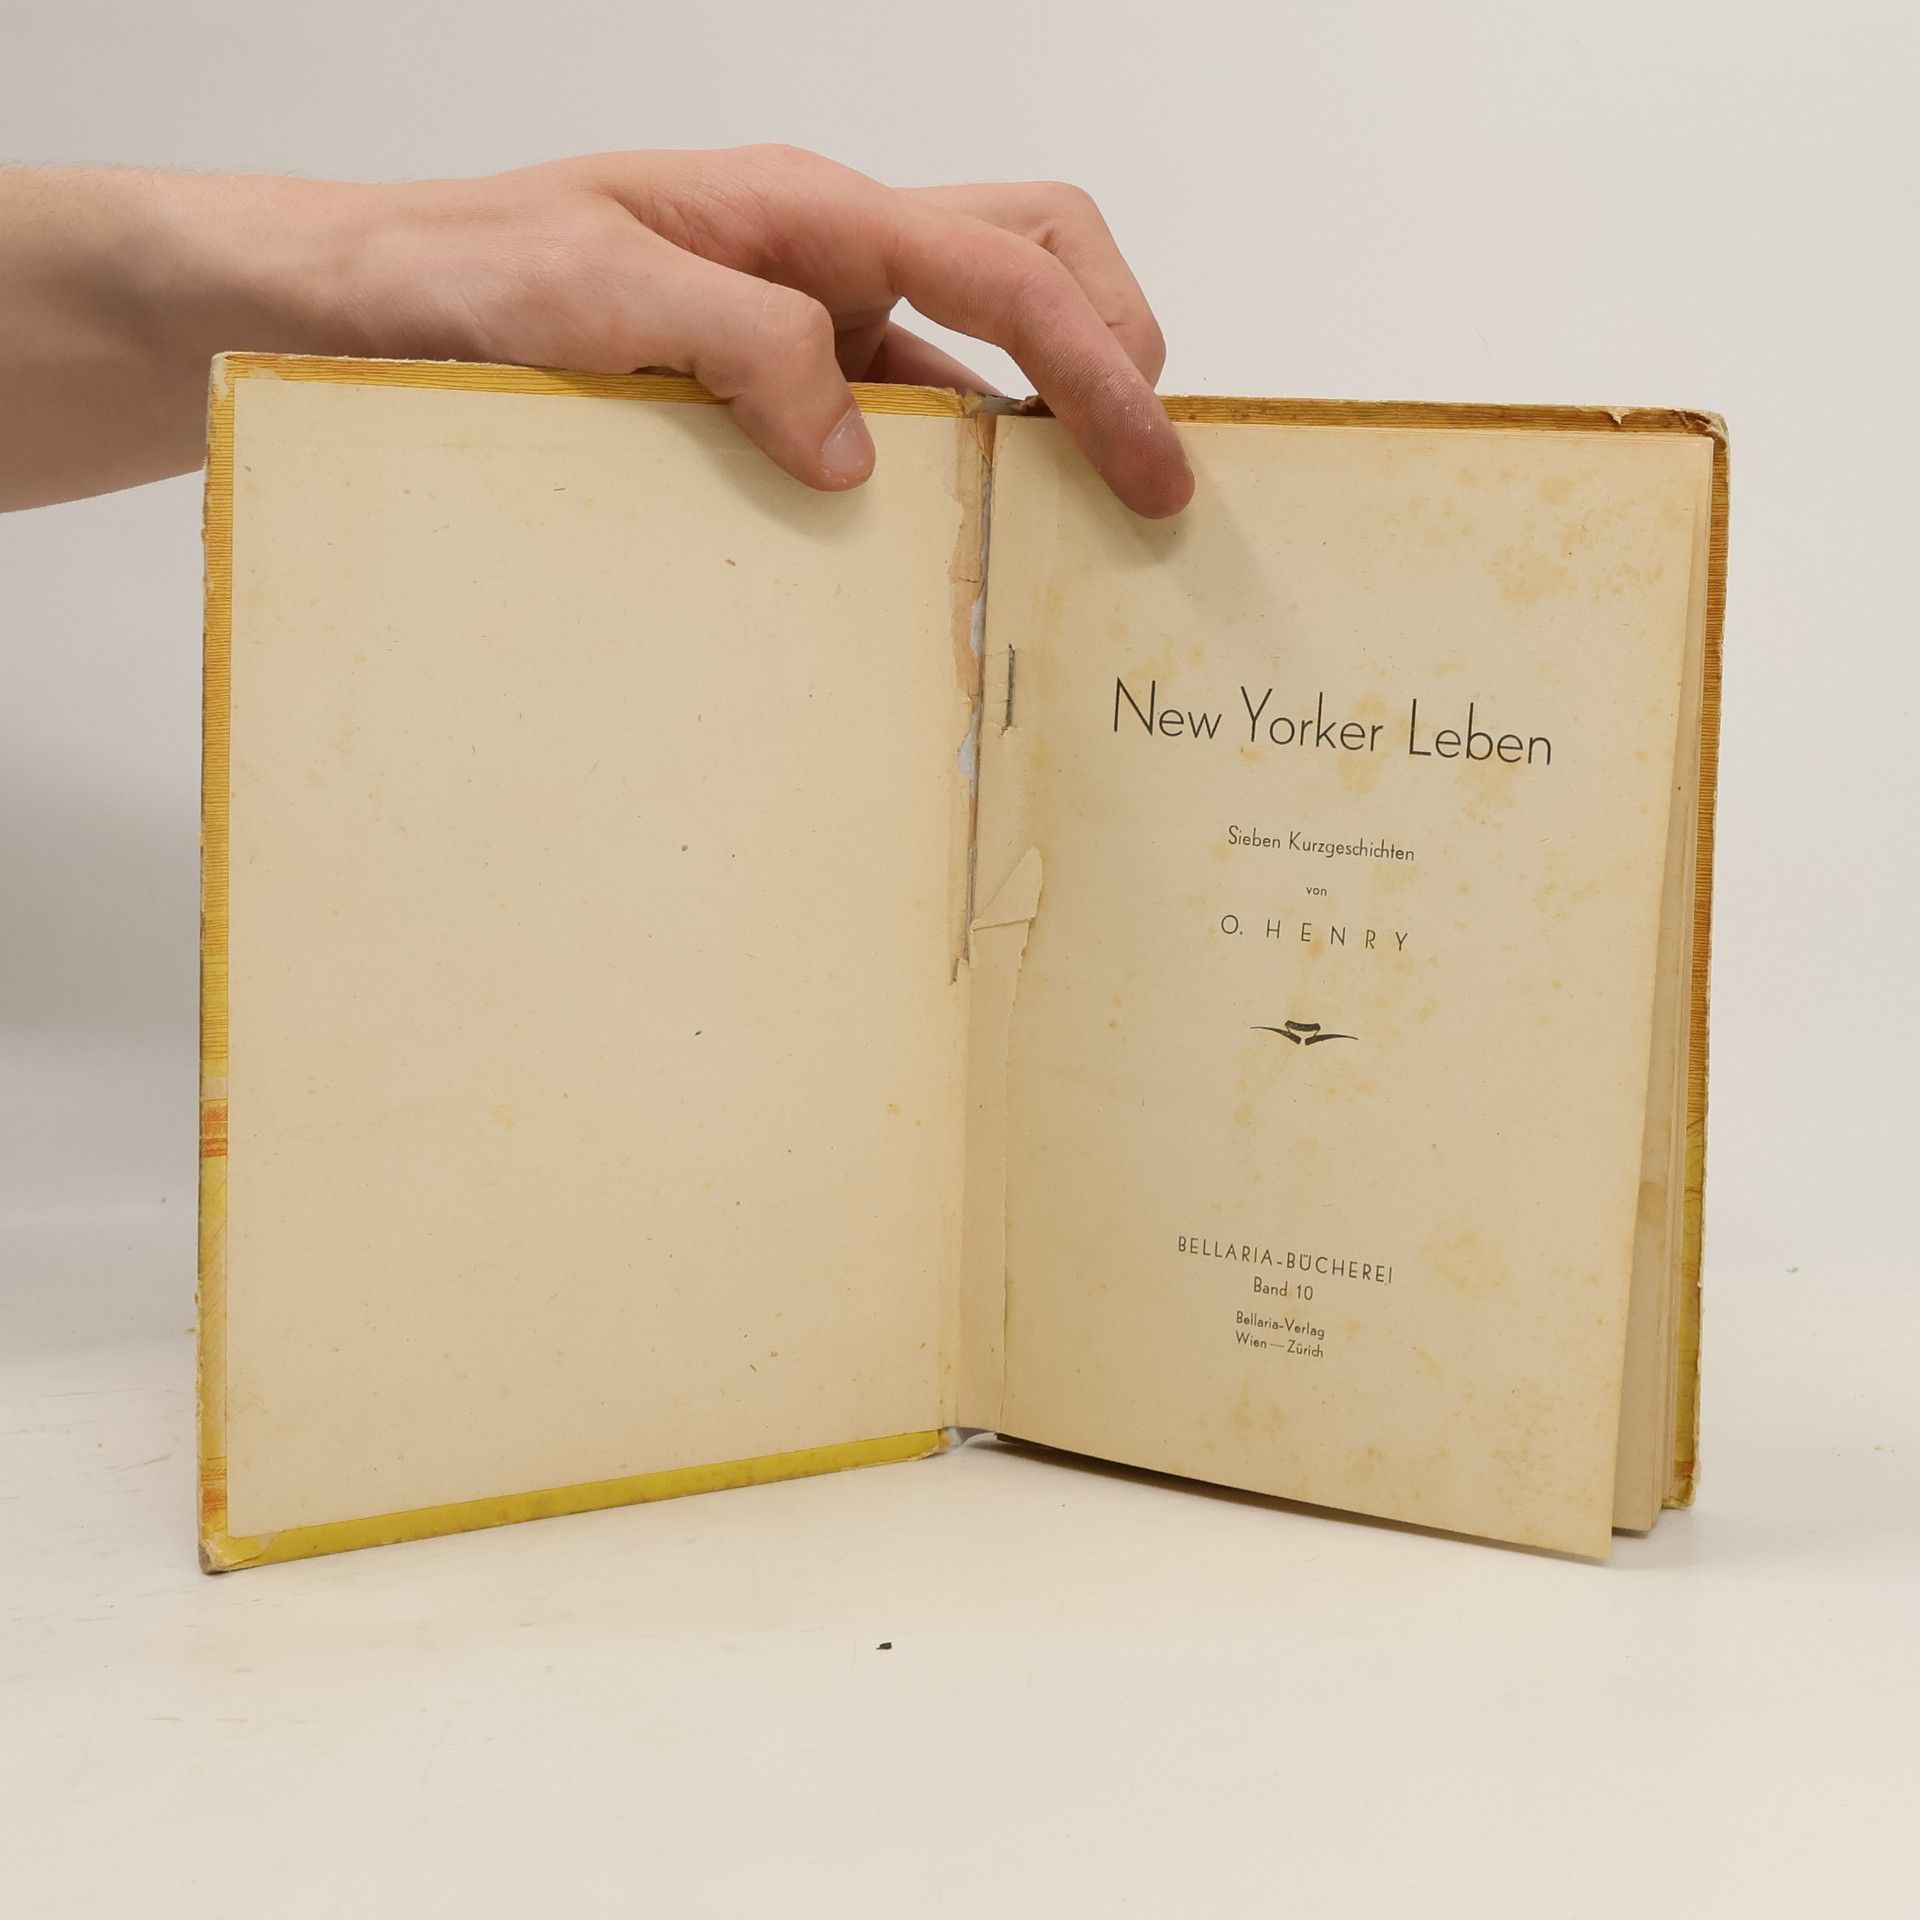 New Yorker Leben
Sieben Kurzgeschichten
von
O. HENRY
BELLARIA-BÜCHEREI
Band 10
Bellaria-Verlag
Wien — Zürich